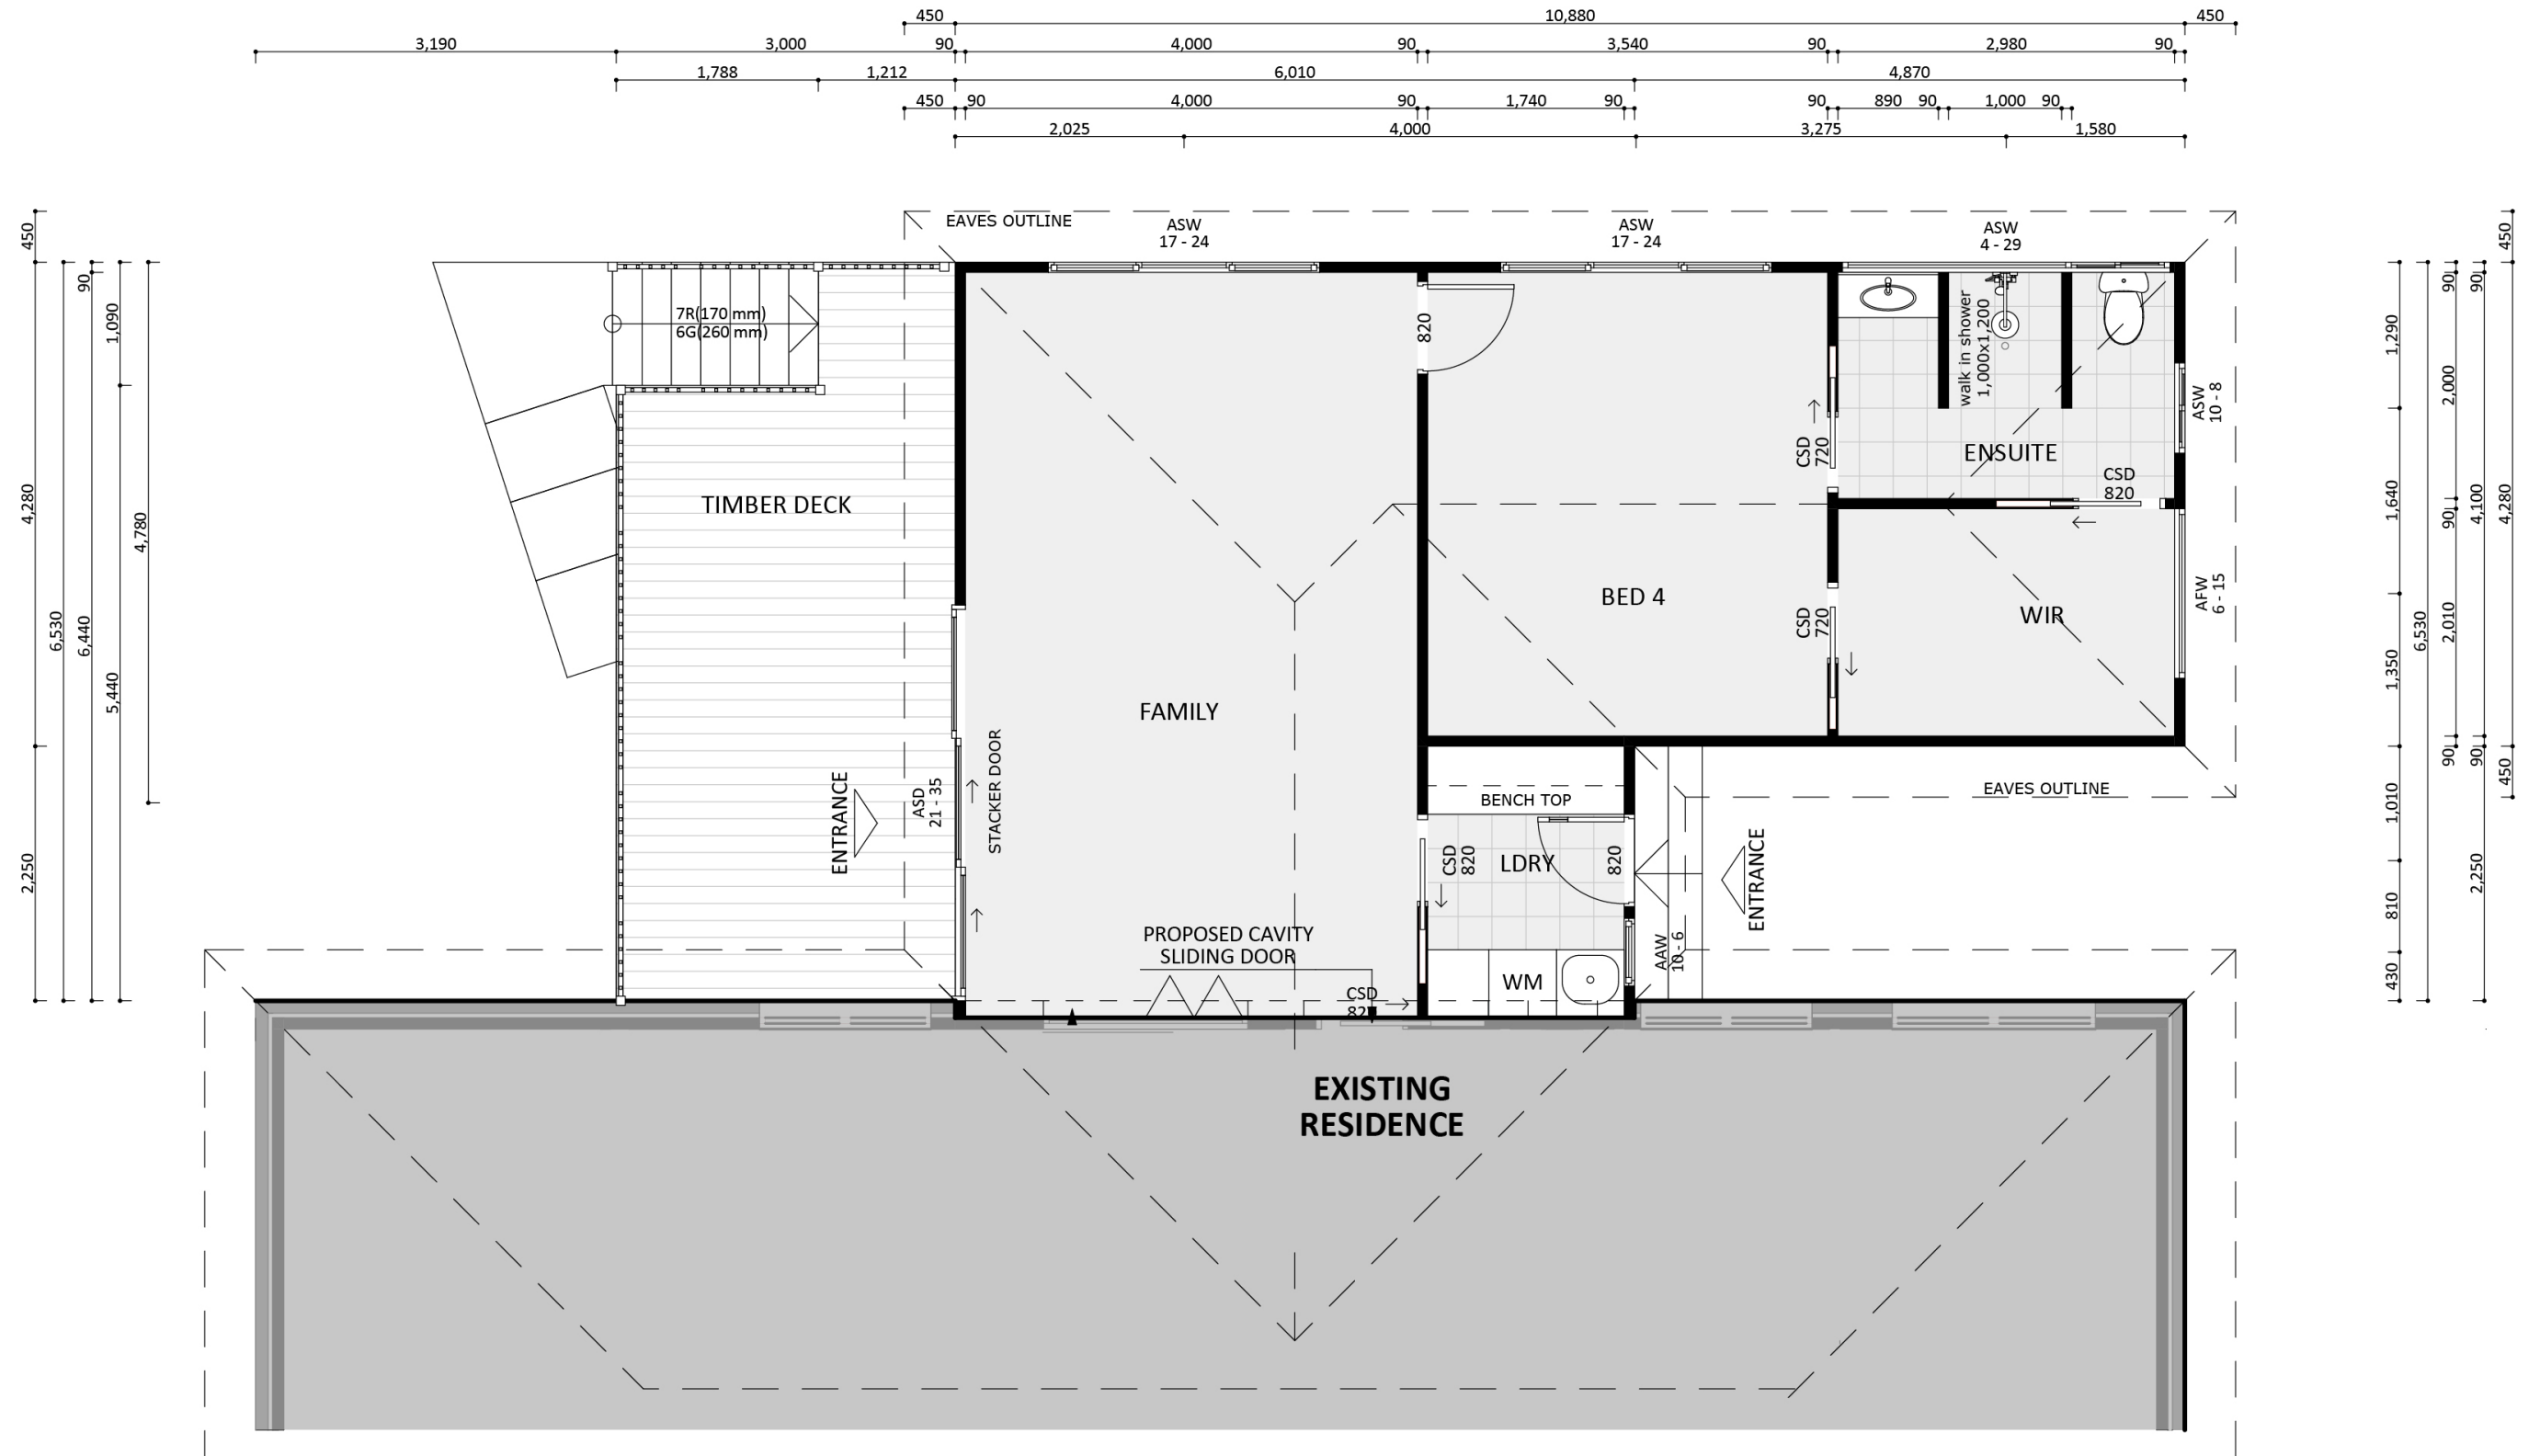 450 10,880 450
3,190 3,000 90 4,000 90 3,540 90 2,980 90
1,788 1,212 6,010 4,870
450 90 4,000 90 1,740 90 90 890 90 1,000 90
2,025 4,000 3,275 1,580
EAVES OUTLINE
ASW
17 - 24
ASW
17 - 24
ASW
4 - 29
450
4,280
2,250
6,530
90
6,440
1,090
5,440
4,780
7R(170 mm)
6G(260 mm)
820
walk in shower
1,000x1,200
ASW
10 - 8
CSD
720
ENSUITE
CSD
820
TIMBER DECK
BED 4
CSD
720
WIR
AFW
6 - 15
FAMILY
STACKER DOOR
ASD
21 - 35
ENTRANCE
EAVES OUTLINE
BENCH TOP
CSD
820
LDRY
820
ENTRANCE
PROPOSED CAVITY
SLIDING DOOR
AAW
10 - 6
WM
CSD
821
EXISTING
RESIDENCE
1,290
1,640
1,350
1,010
810
430
6,530
90
2,000
90
2,010
90
90
4,100
90
2,250
450
4,280
450